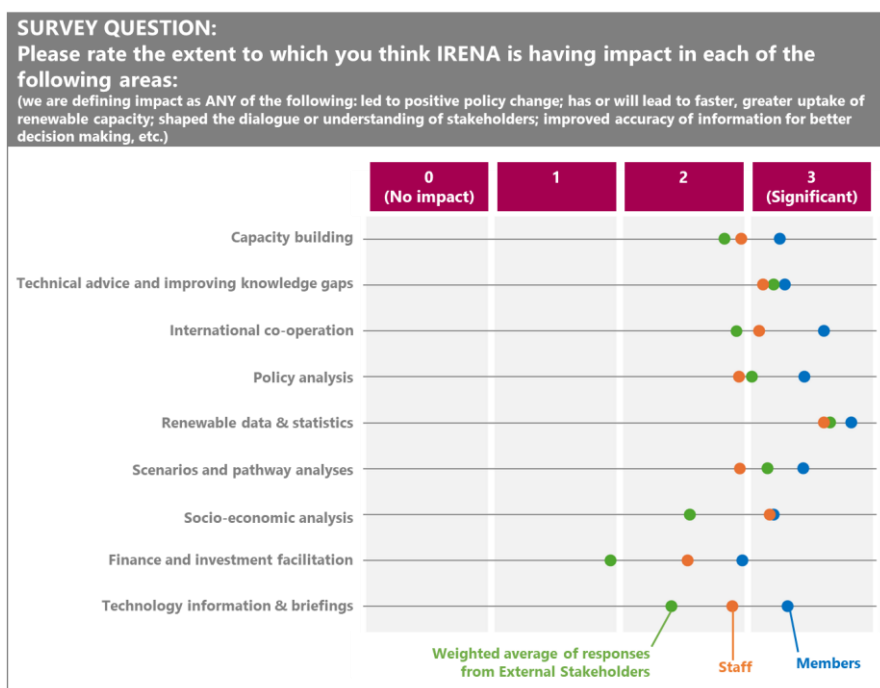 SURVEY QUESTION:
Please rate the extent to which you think IRENA is having impact in each of the
following areas:
(we are defining impact as ANY of the following: led to positive policy change; has or will lead to faster, greater uptake of
renewable capacity; shaped the dialogue or understanding of stakeholders; improved accuracy of information for better
decision making, etc.)
0
(No impact)
1
2
3
(Significant)
Capacity building
Technical advice and improving knowledge gaps
International co-operation
Policy analysis
Renewable data & statistics
Scenarios and pathway analyses
Socio-economic analysis
Finance and investment facilitation
Technology information & briefings
Weighted average of responses
from External Stakeholders
Staff
Members